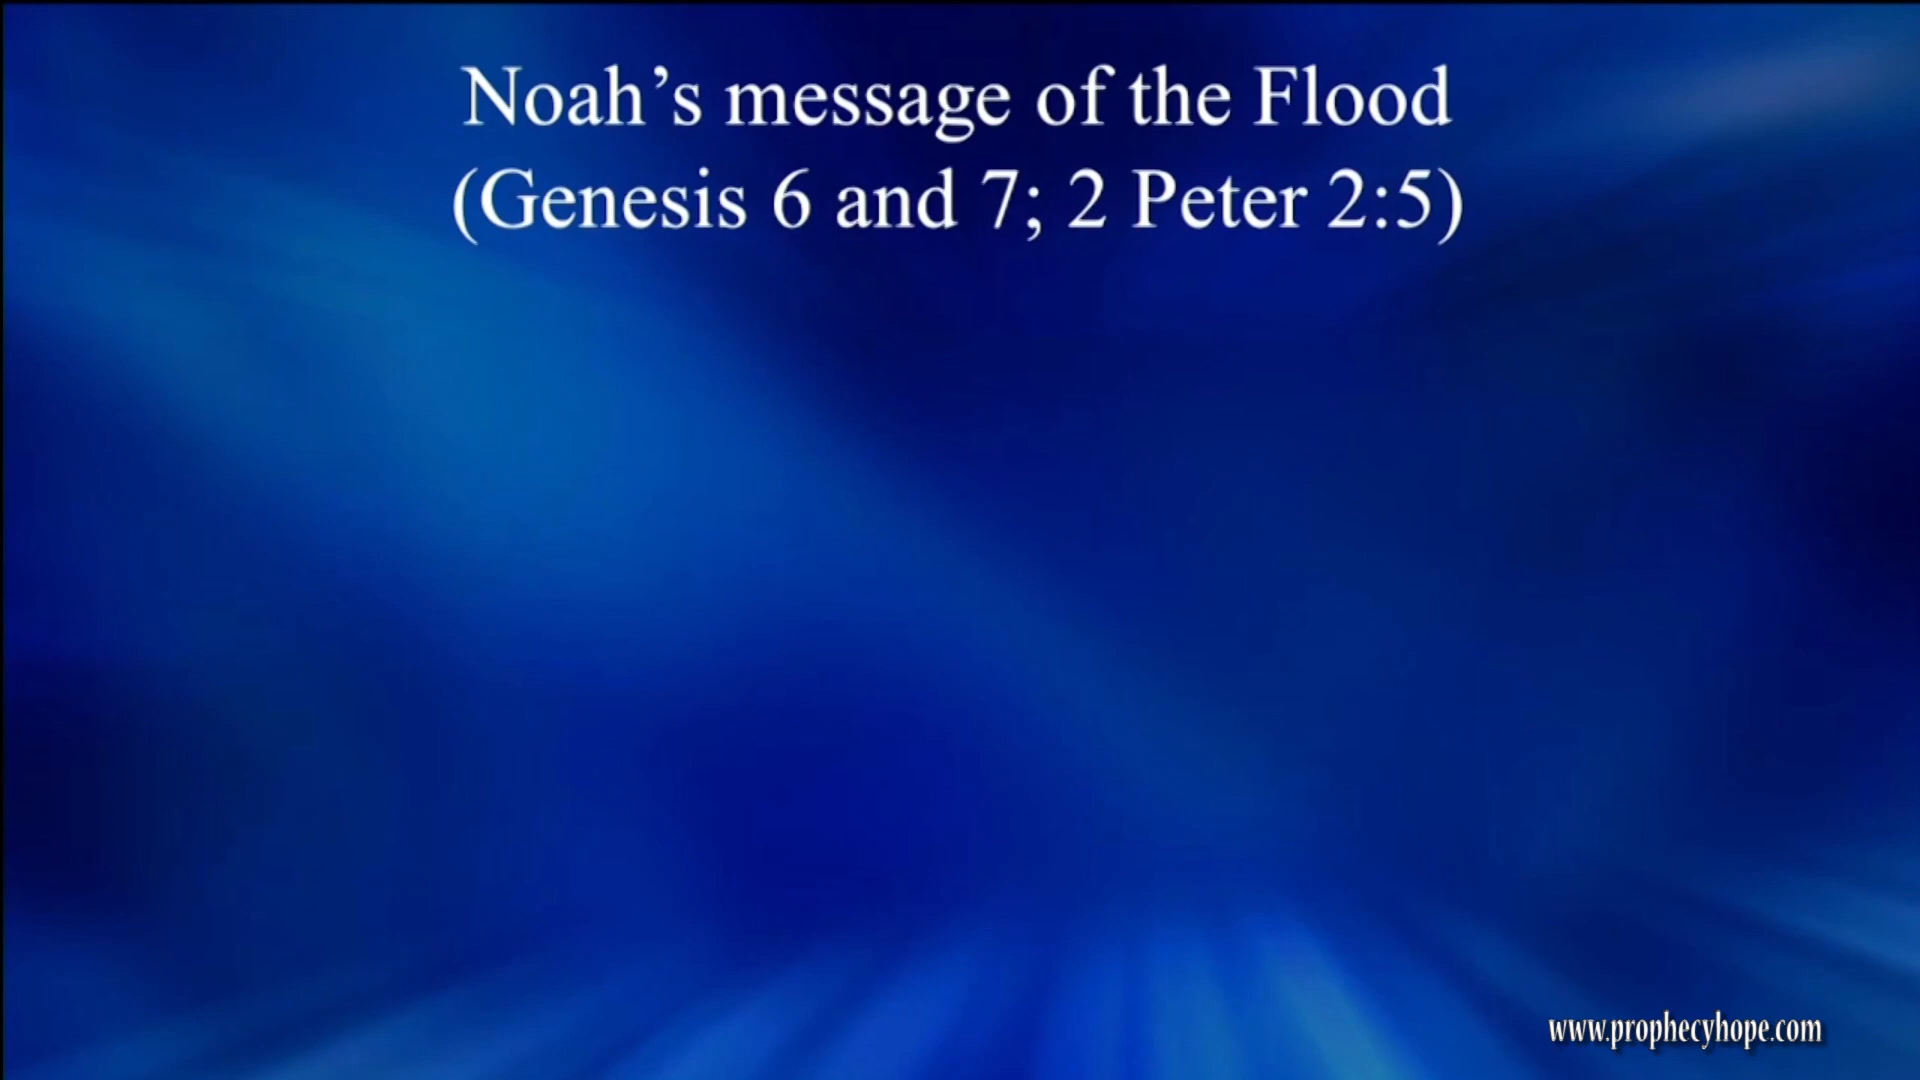 Noah’s message of the Flood
(Genesis 6 and 7; 2 Peter 2:5)
www.prophecyhope.com